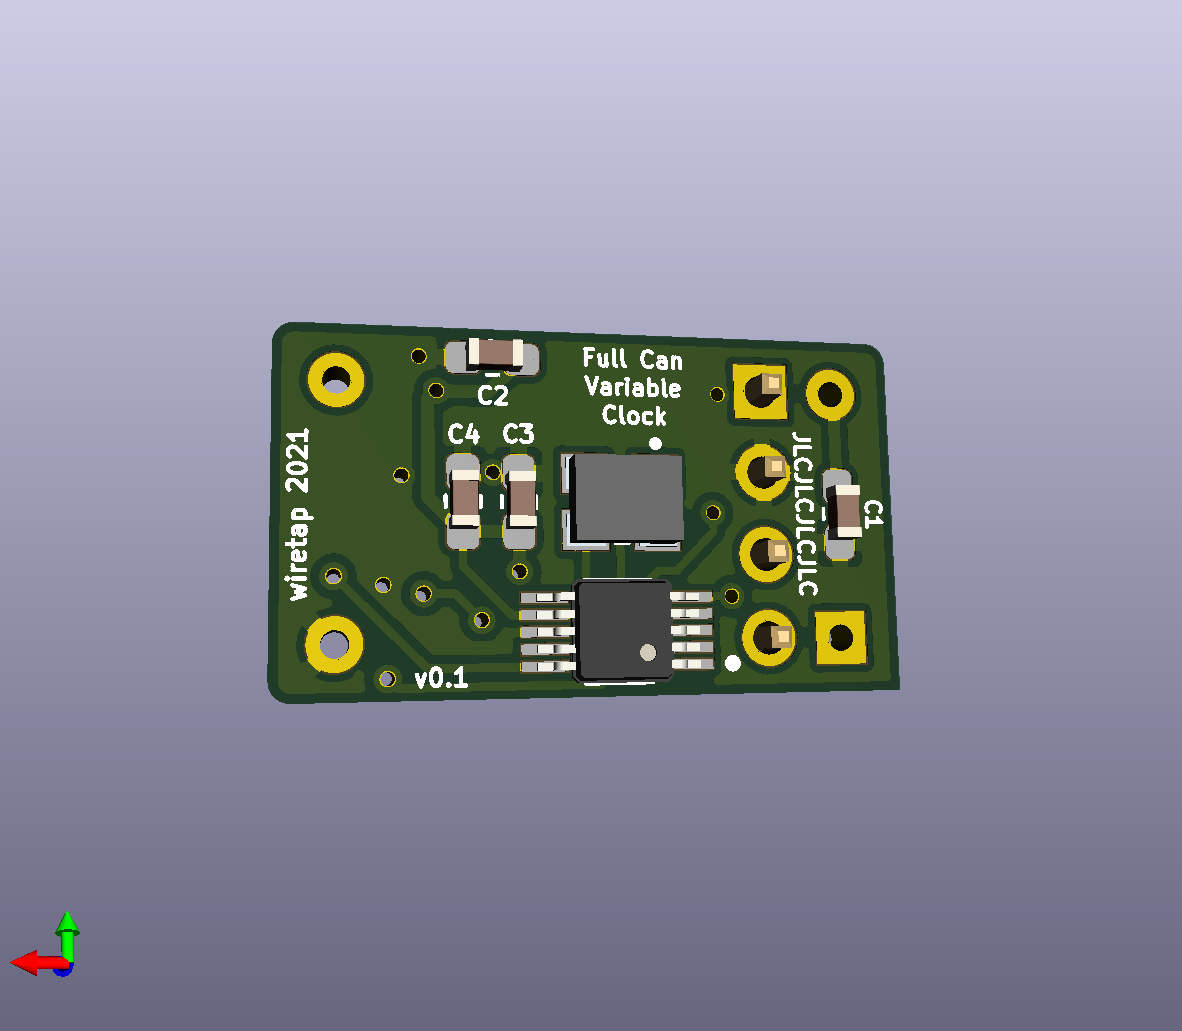 Full Can
Variable
Clock
C2
C4
C3
wiretap 2021
JLCJLCJLCJLC
C1
v0.1